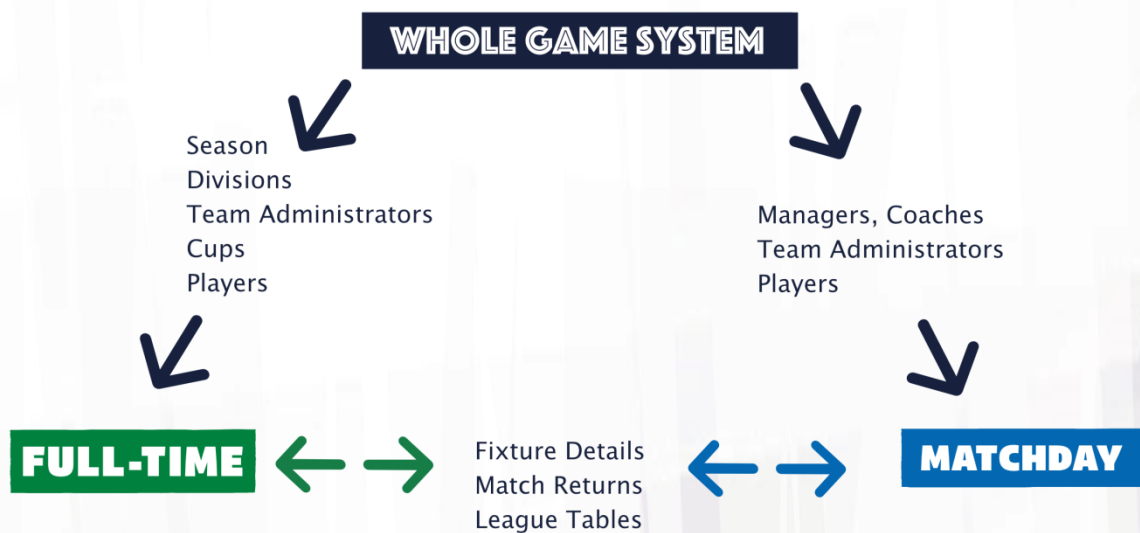 WHOLE GAME SYSTEM
Season
Divisions
Team Administrators
Cups
Players
Managers, Coaches
Team Administrators
Players
FULL-TIME
Fixture Details
Match Returns
League Tables
MATCHDAY